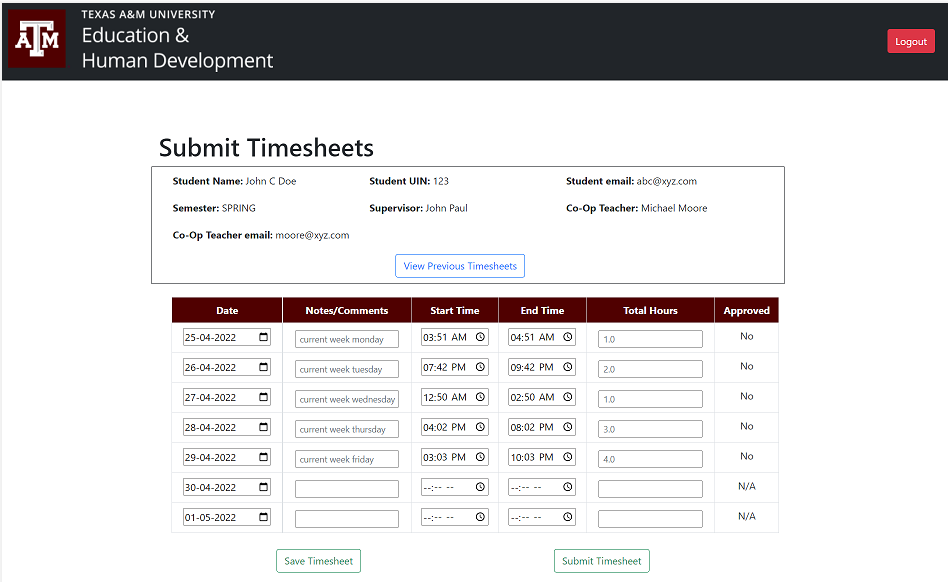 TEXAS A&M UNIVERSITY
ATM Education &
Human Development
Logout
Submit Timesheets
Student Name: John C Doe Student UIN: 123 Student email: abc@xyz.com
Semester: SPRING Supervisor: John Paul Co-Op Teacher: Michael Moore
Co-Op Teacher email: moore@xyz.com
View Previous Timesheets
Date Notes/Comments Start Time End Time Total Hours Approved
25-04-2022 current week monday 03:51 AM 04:51 AM 1.0 No
26-04-2022 current week tuesday 07:42 PM 09:42 PM 2.0 No
27-04-2022 current week wednesday 12:50 AM 02:50 AM 1.0 No
28-04-2022 current week thursday 04:02 PM 08:02 PM 3.0 No
29-04-2022 current week friday 03:03 PM 10:03 PM 4.0 No
30-04-2022 --:-- -- --:-- -- N/A
01-05-2022 --:-- -- --:-- -- N/A
Save Timesheet Submit Timesheet